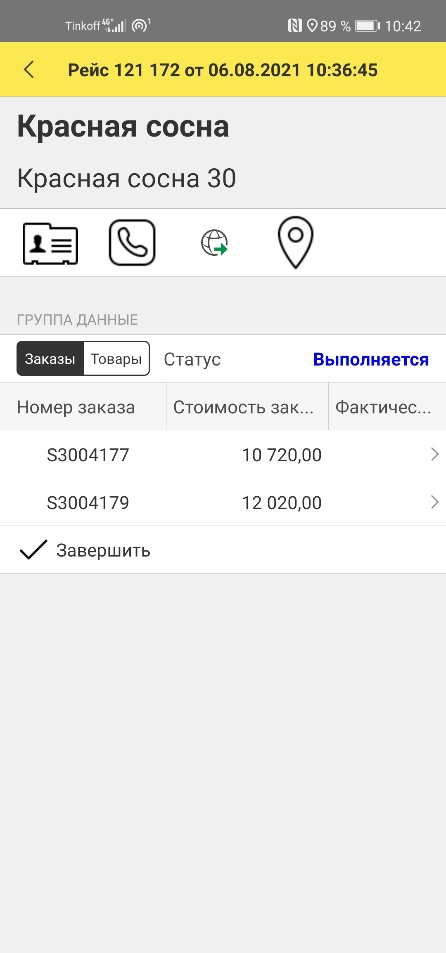 Tinkoff 4G+ 1 89 % 10:42
Рейс 121 172 от 06.08.2021 10:36:45
Красная сосна
Красная сосна 30
ГРУППА ДАННЫЕ
Заказы Товары Статус Выполняется
Номер заказа Стоимость зак... Фактичес...
S3004177 10 720,00
S3004179 12 020,00
Завершить